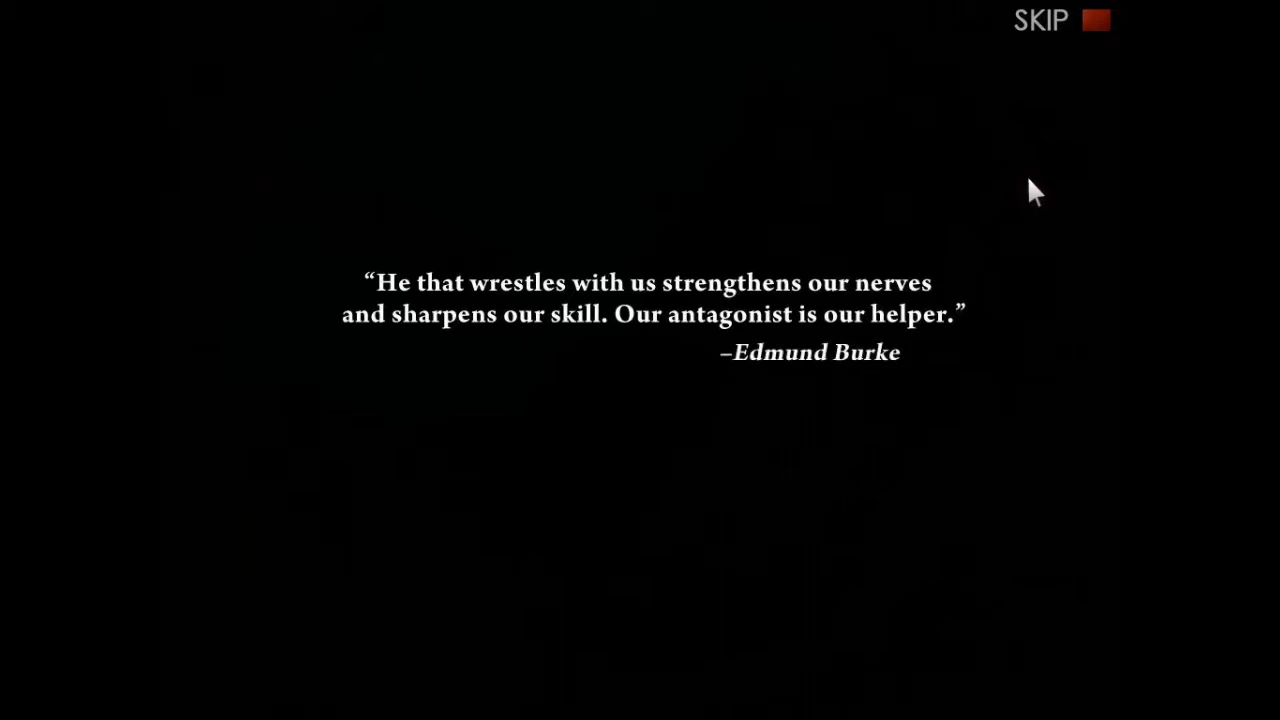 SKIP
“He that wrestles with us strengthens our nerves
and sharpens our skill. Our antagonist is our helper.”
–Edmund Burke